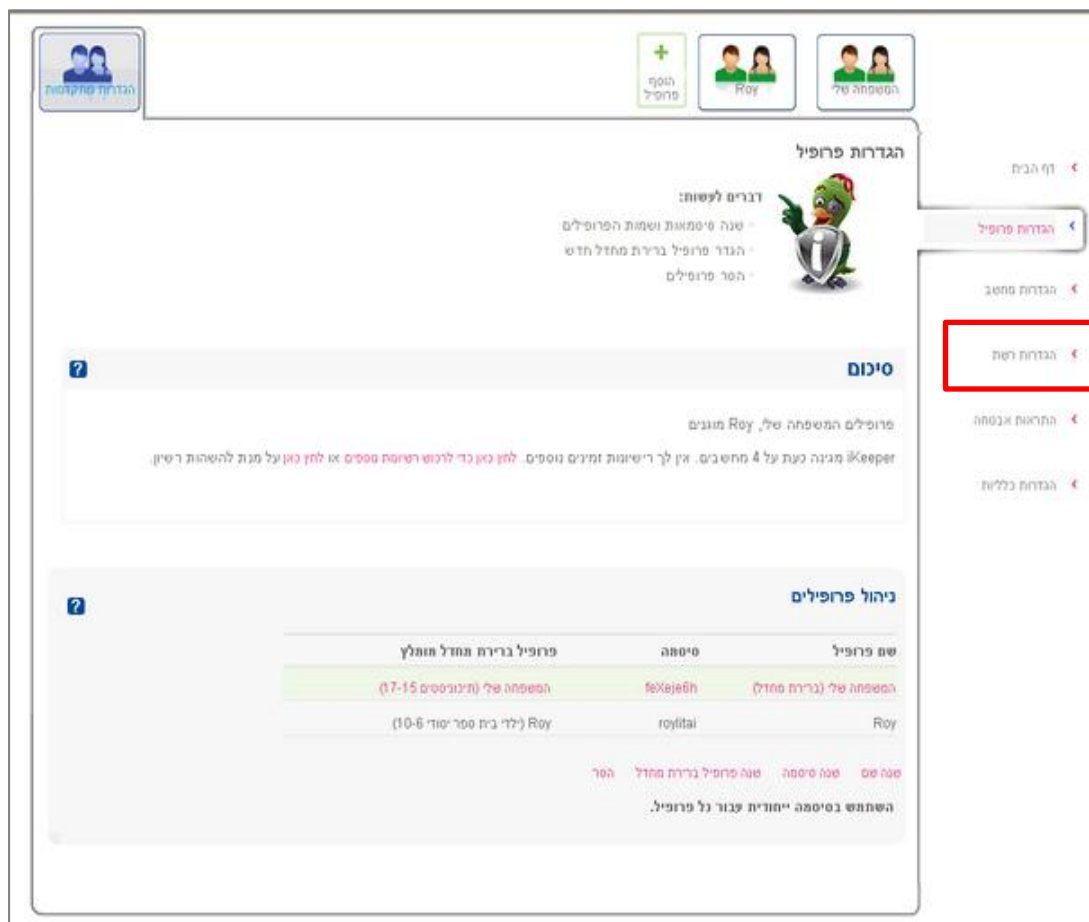 המשפחה שלי
Roy
הוסף
פרופיל
הגדרות מתקדמות
דף הבית
הגדרות פרופיל
הגדרות מחשב
הגדרות רשת
התראות אבטחה
הגדרות כלליות
הגדרות פרופיל
דברים לעשות:
שנה סיסמאות ושמות הפרופילים
הגדר פרופיל ברירת מחדל חדש
הסר פרופילים
סיכום
?
פרופילים המשפחה שלי, Roy מוגנים
iKeeper מגינה כעת על 4 מחשבים. אין לך רישיונות זמינים נוספים. לחץ כאן כדי לרכוש רשיונות נוספים או לחץ כאן על מנת להשהות רשיון.
ניהול פרופילים
?
שם פרופיל סיסמה פרופיל ברירת מחדל מומלץ
המשפחה שלי (ברירת מחדל) feXeje6h המשפחה שלי (תיכוניסטים 17-15)
Roy roylitai Roy (ילדי בית ספר יסודי 10-6)
שנה שם שנה סיסמה שנה פרופיל ברירת מחדל הסר
השתמש בסיסמה ייחודית עבור כל פרופיל.